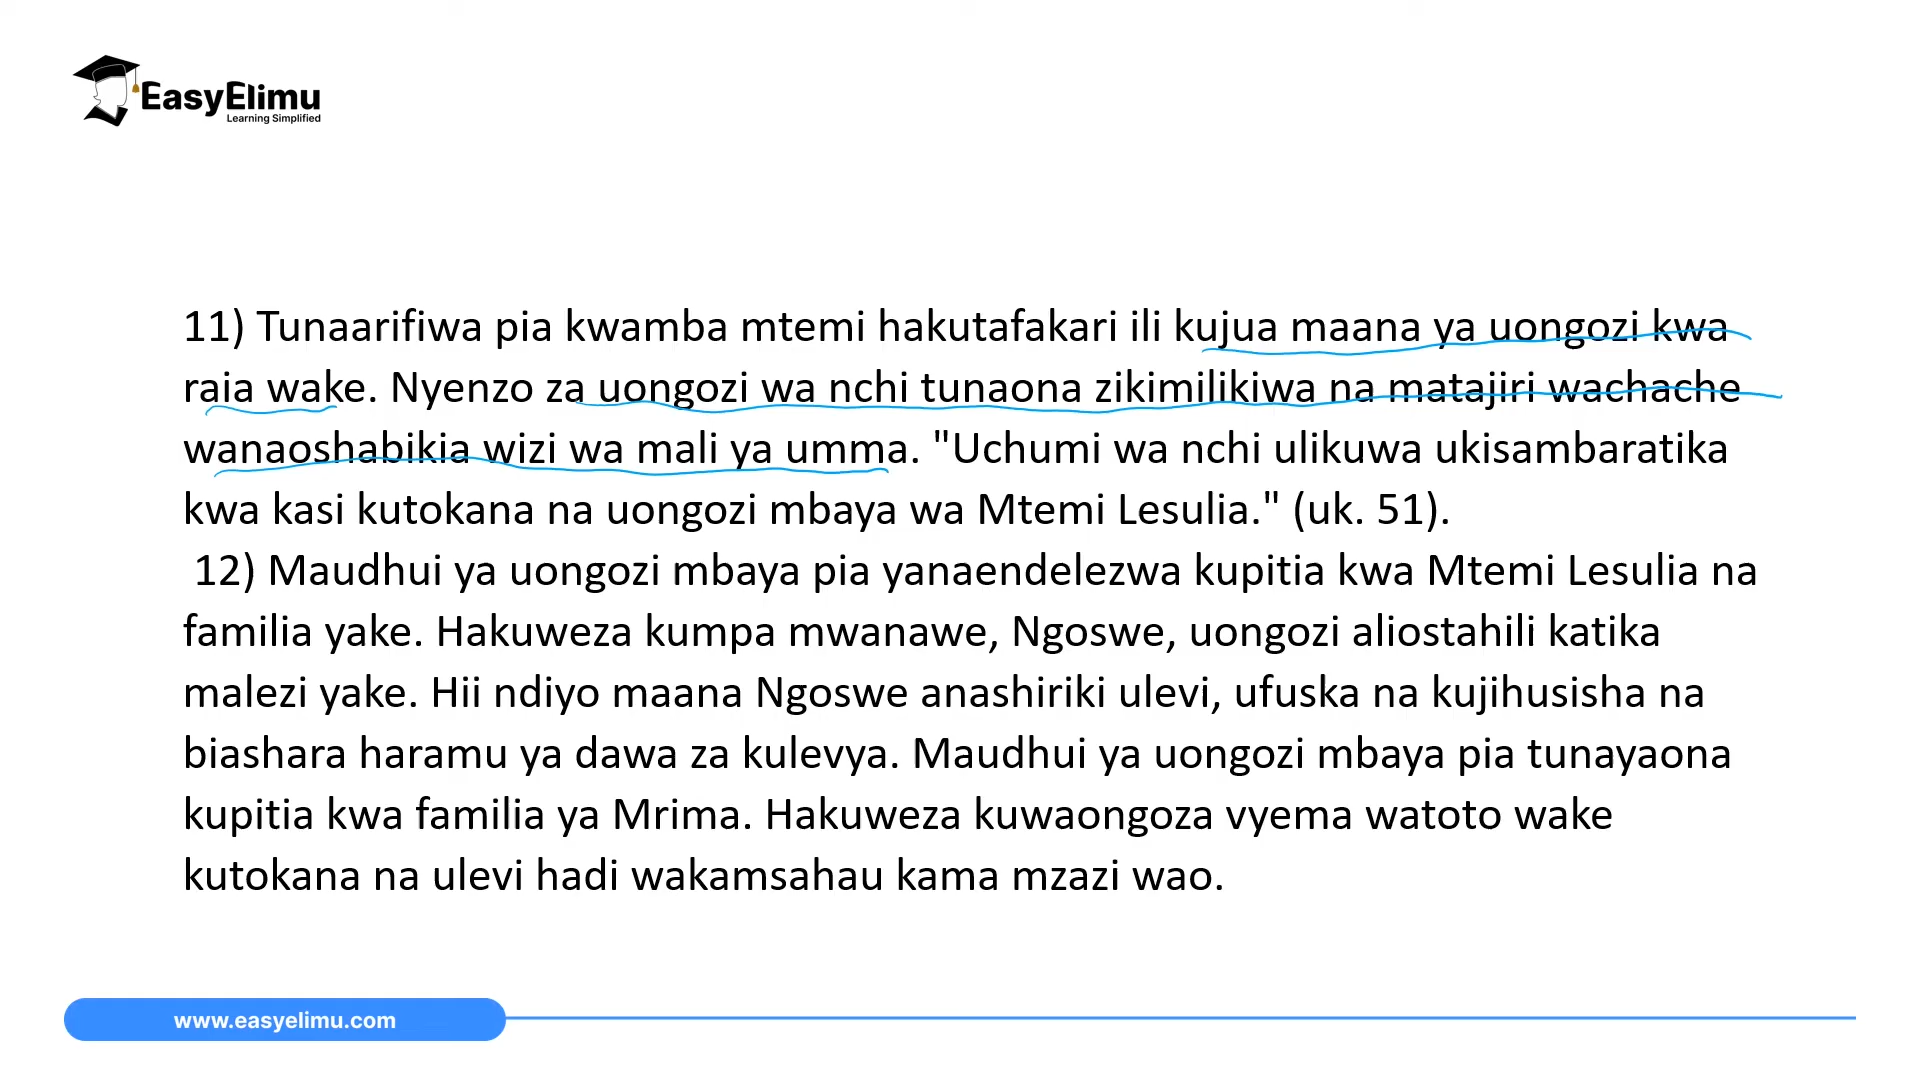 EasyElimu
Learning Simplified
11) Tunaarifiwa pia kwamba mtemi hakutafakari ili kujua maana ya uongozi kwa
raia wake. Nyenzo za uongozi wa nchi tunaona zikimilikiwa na matajiri wachache
wanaoshabikia wizi wa mali ya umma. "Uchumi wa nchi ulikuwa ukisambaratika
kwa kasi kutokana na uongozi mbaya wa Mtemi Lesulia." (uk. 51).
12) Maudhui ya uongozi mbaya pia yanaendelezwa kupitia kwa Mtemi Lesulia na
familia yake. Hakuweza kumpa mwanawe, Ngoswe, uongozi aliostahili katika
malezi yake. Hii ndiyo maana Ngoswe anashiriki ulevi, ufuska na kujihusisha na
biashara haramu ya dawa za kulevya. Maudhui ya uongozi mbaya pia tunayaona
kupitia kwa familia ya Mrima. Hakuweza kuwaongoza vyema watoto wake
kutokana na ulevi hadi wakamsahau kama mzazi wao.
www.easyelimu.com